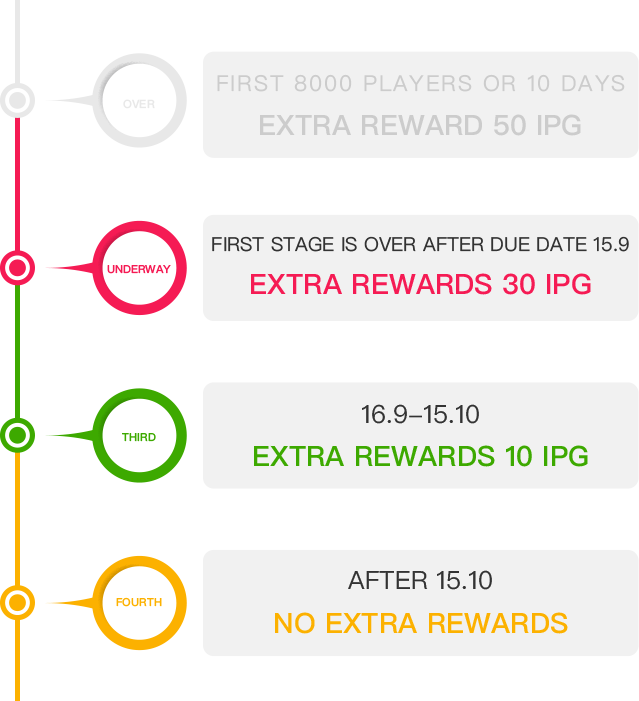 OVER
FIRST 8000 PLAYERS OR 10 DAYS
EXTRA REWARD 50 IPG
UNDERWAY
FIRST STAGE IS OVER AFTER DUE DATE 15.9
EXTRA REWARDS 30 IPG
THIRD
16.9–15.10
EXTRA REWARDS 10 IPG
FOURTH
AFTER 15.10
NO EXTRA REWARDS